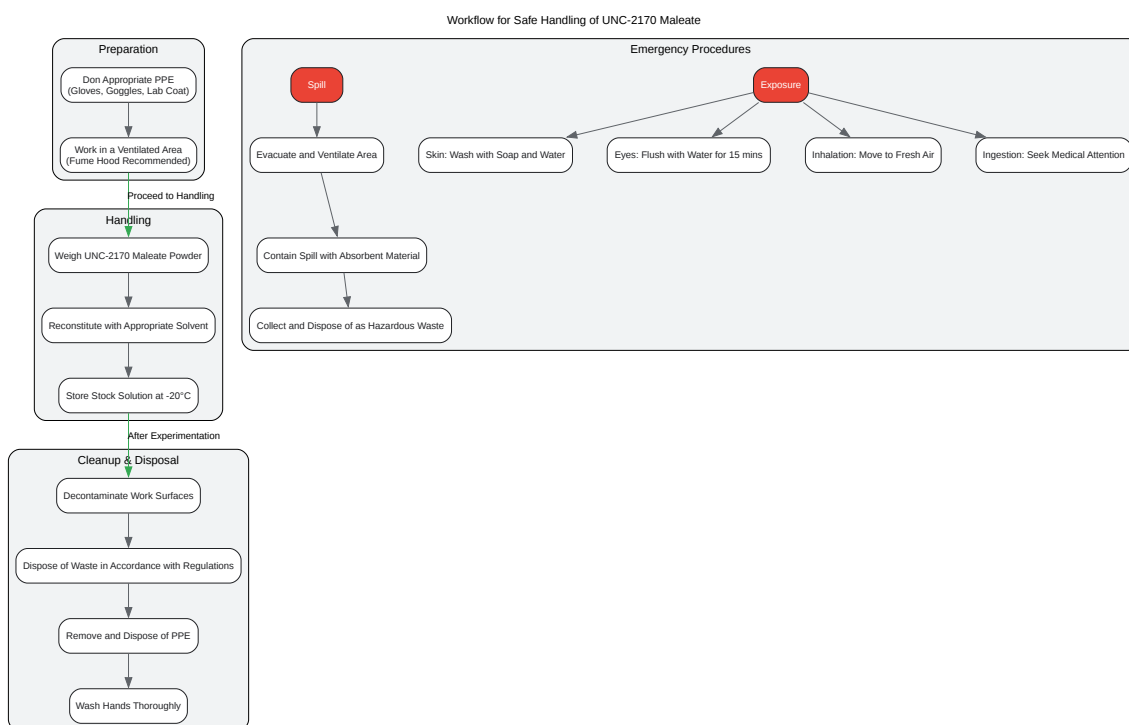 Workflow for Safe Handling of UNC-2170 Maleate
Preparation
Don Appropriate PPE
(Gloves, Goggles, Lab Coat)
Work in a Ventilated Area
(Fume Hood Recommended)
Proceed to Handling
Handling
Weigh UNC-2170 Maleate Powder
Reconstitute with Appropriate Solvent
Store Stock Solution at -20°C
After Experimentation
Cleanup & Disposal
Decontaminate Work Surfaces
Dispose of Waste in Accordance with Regulations
Remove and Dispose of PPE
Wash Hands Thoroughly
Emergency Procedures
Spill
Evacuate and Ventilate Area
Contain Spill with Absorbent Material
Collect and Dispose of as Hazardous Waste
Exposure
Skin: Wash with Soap and Water
Eyes: Flush with Water for 15 mins
Inhalation: Move to Fresh Air
Ingestion: Seek Medical Attention